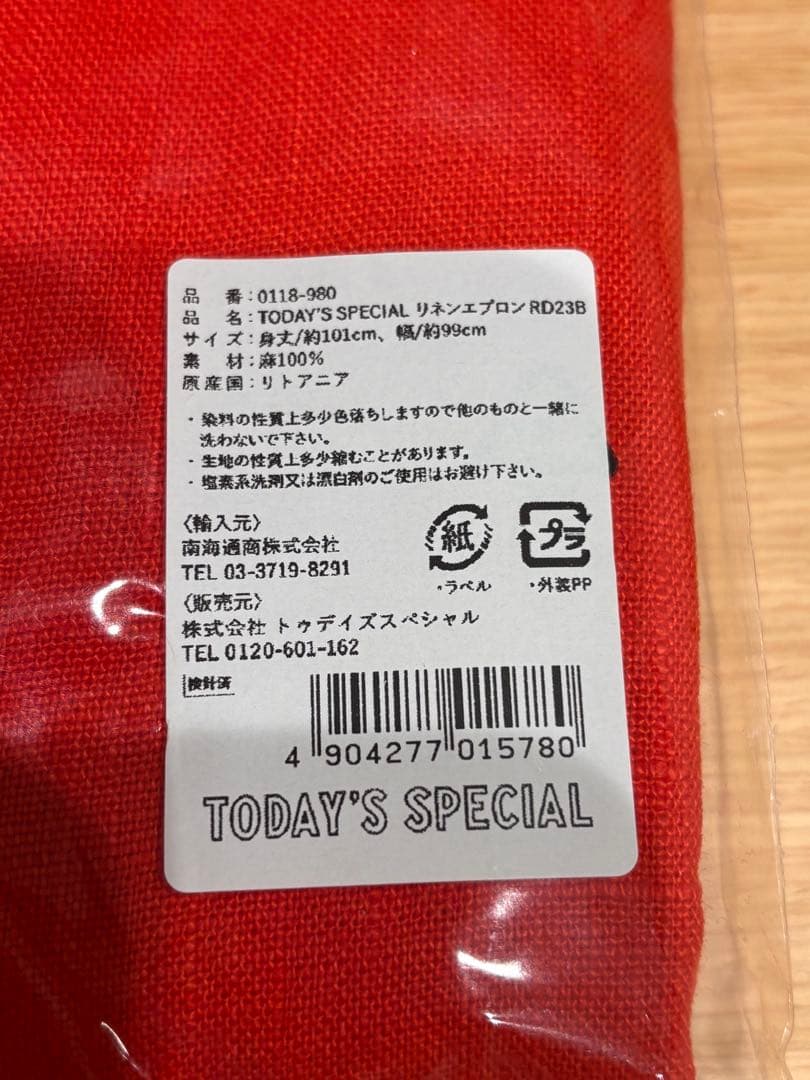 品　番：0118-980
品　名：TODAY'S SPECIAL リネンエプロン RD23B
サイズ：身丈/約101cm、幅/約99cm
素　材：麻100%
原産国：リトアニア
・染料の性質上多少色落ちしますので他のものと一緒に
洗わないで下さい。
・生地の性質上多少縮むことがあります。
・塩素系洗剤又は漂白剤のご使用はお避け下さい。
〈輸入元〉
南海通商株式会社
TEL 03-3719-8291
〈販売元〉
株式会社 トゥデイズスペシャル
TEL 0120-601-162
紙
・ラベル
プラ
・外装PP
検針済
4 904277 015780
TODAY'S SPECIAL